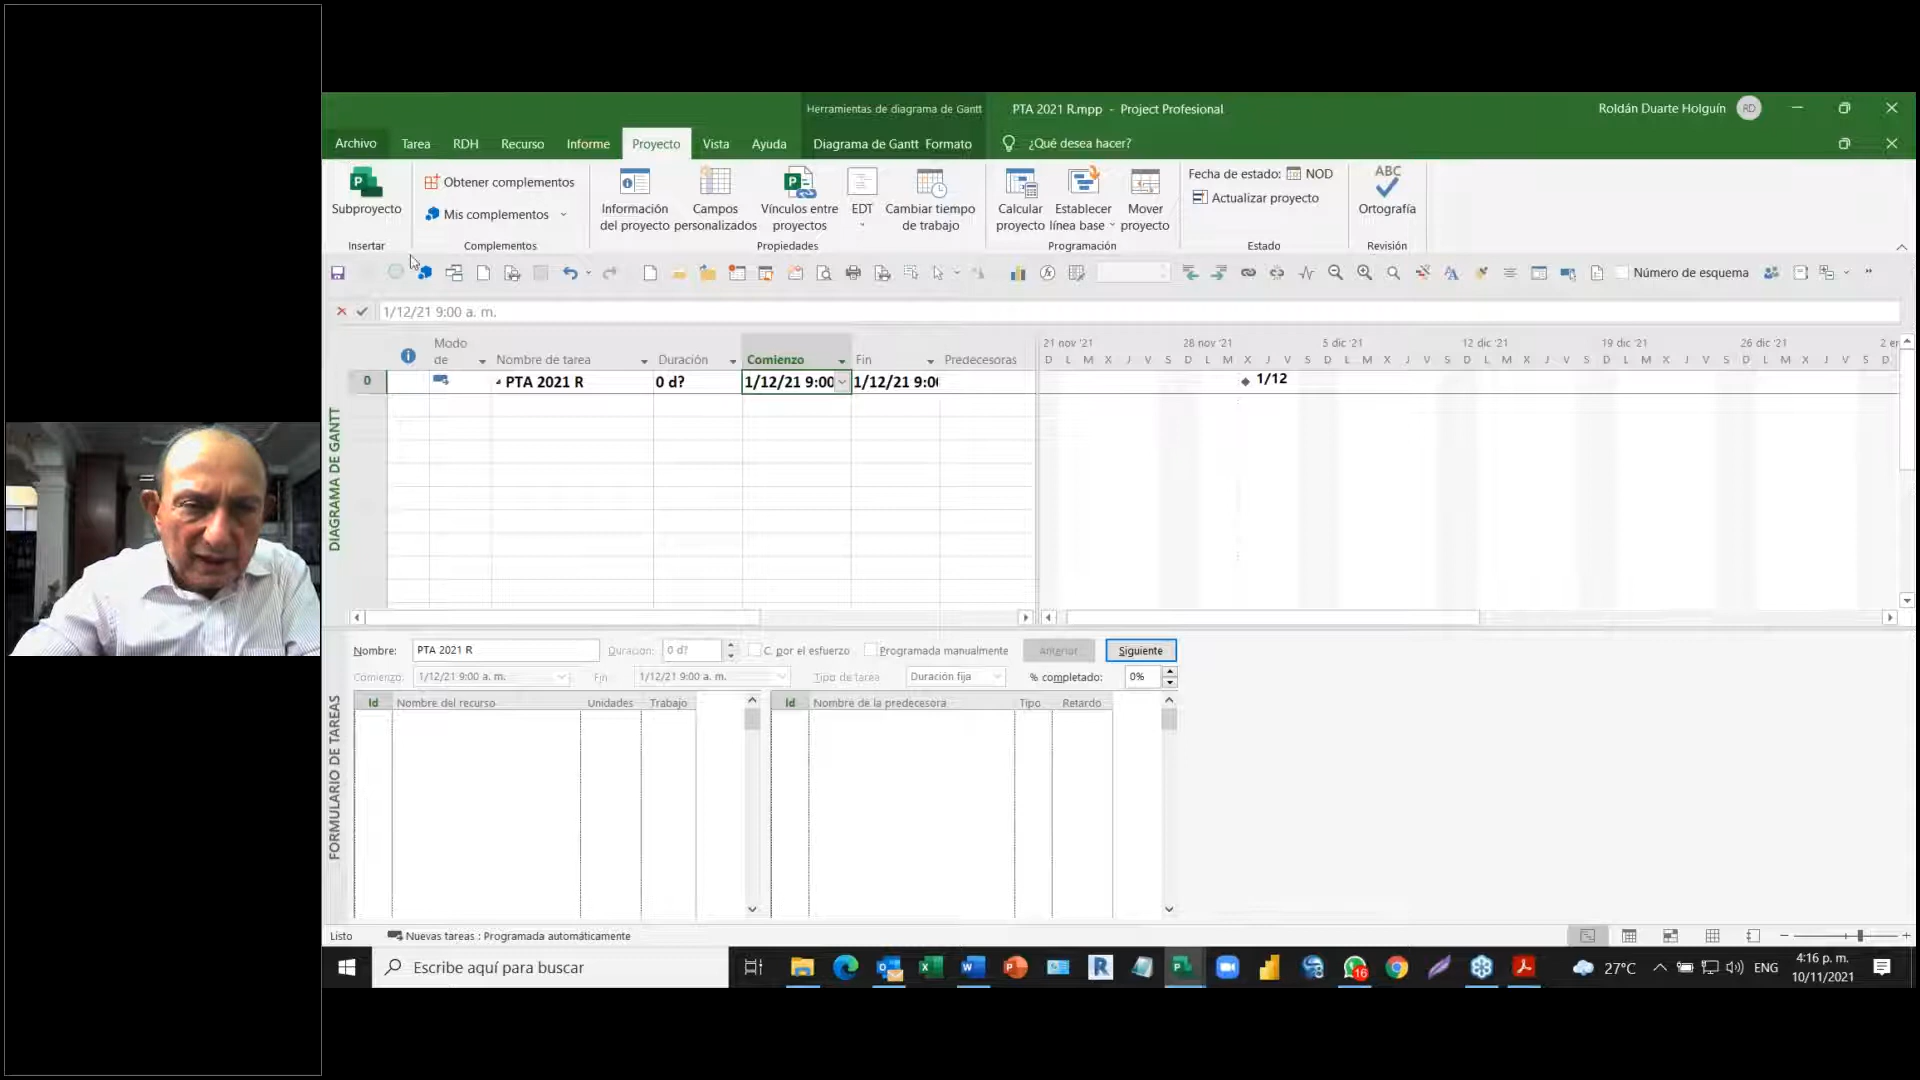 Herramientas de diagrama de Gantt
PTA 2021 R.mpp - Project Profesional
Roldán Duarte Holguín
RD
Archivo
Tarea
RDH
Recurso
Informe
Proyecto
Vista
Ayuda
Diagrama de Gantt Formato
¿Qué desea hacer?
Subproyecto
Obtener complementos
Mis complementos
Información del proyecto
Campos personalizados
Vínculos entre proyectos
EDT
Cambiar tiempo de trabajo
Calcular proyecto
Establecer línea base
Mover proyecto
Fecha de estado:
NOD
Actualizar proyecto
ABC
Ortografía
Insertar
Complementos
Propiedades
Programación
Estado
Revisión
Número de esquema
1/12/21 9:00 a. m.
Modo de
Nombre de tarea
Duración
Comienzo
Fin
Predecesoras
21 nov '21
28 nov '21
5 dic '21
12 dic '21
19 dic '21
26 dic '21
D L M X J V S D L M X J V S D L M X J V S D L M X J V S D L M X J V S D L M X J V S D
0
PTA 2021 R
0 d?
1/12/21 9:00
1/12/21 9:0
1/12
DIAGRAMA DE GANTT
Nombre:
PTA 2021 R
Duración:
0 d?
C. por el esfuerzo
Programada manualmente
Anterior
Siguiente
Comienzo:
1/12/21 9:00 a. m.
Fin
1/12/21 9:00 a. m.
Tipo de tarea
Duración fija
% completado:
0%
Id
Nombre del recurso
Unidades
Trabajo
Id
Nombre de la predecesora
Tipo
Retardo
FORMULARIO DE TAREAS
Listo
Nuevas tareas : Programada automáticamente
Escribe aquí para buscar
16
27°C
ENG
4:16 p. m.
10/11/2021